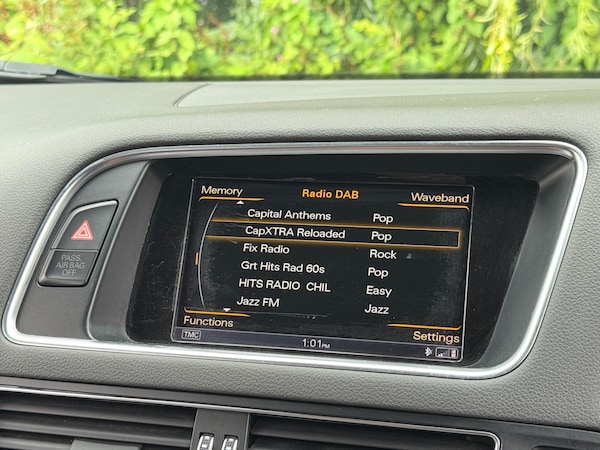 Memory Radio DAB Waveband
Capital Anthems Pop
CapXTRA Reloaded Pop
Fix Radio Rock
Grt Hits Rad 60s Pop
HITS RADIO CHIL Easy
Jazz FM Jazz
Functions Settings
TMC 1:01PM
PASS.
AIR BAG
OFF